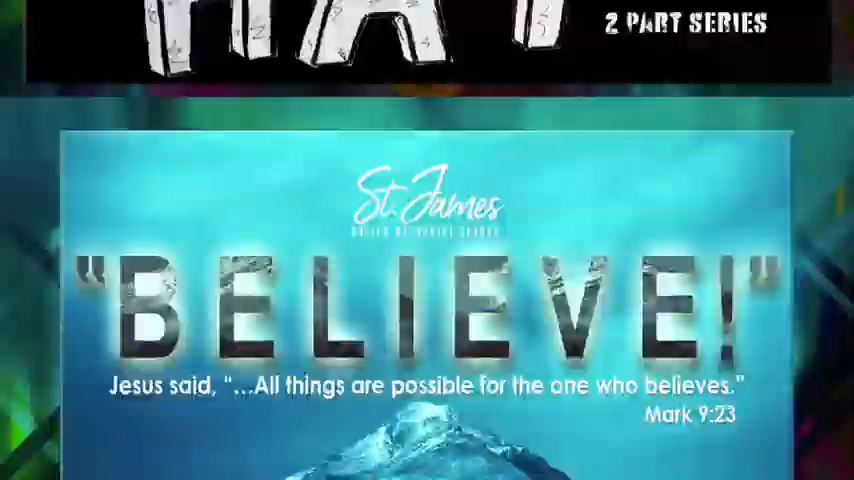 2 PART SERIES
St. James
"BELIEVE!"
Jesus said, “...All things are possible for the one who believes.”
Mark 9:23